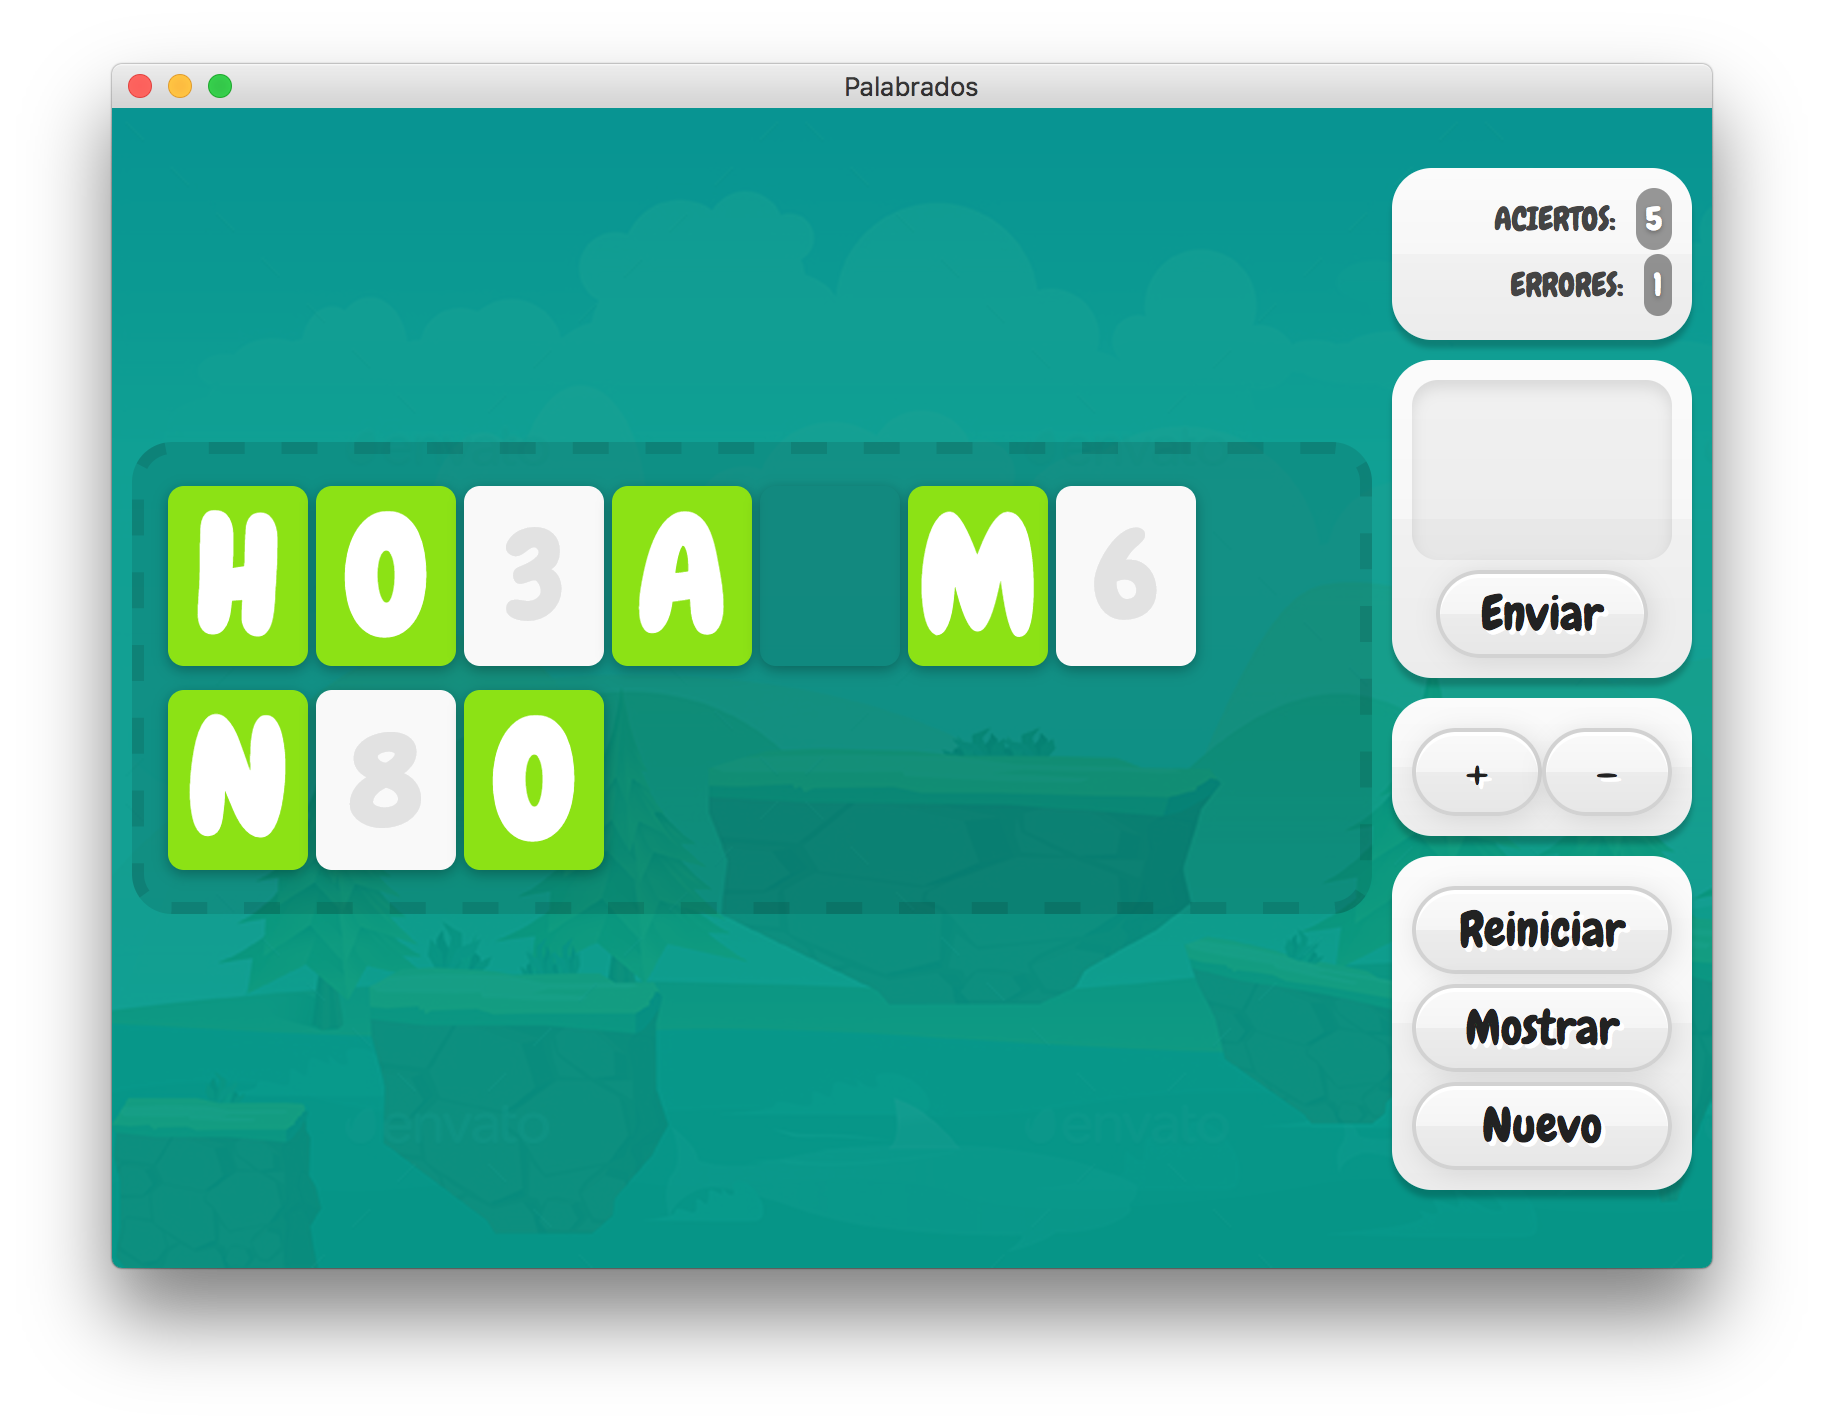 Palabrados
ACIERTOS: 5
ERRORES: 1
H O 3 A M 6
N 8 O
Enviar
+ -
Reiniciar
Mostrar
Nuevo
envato envato